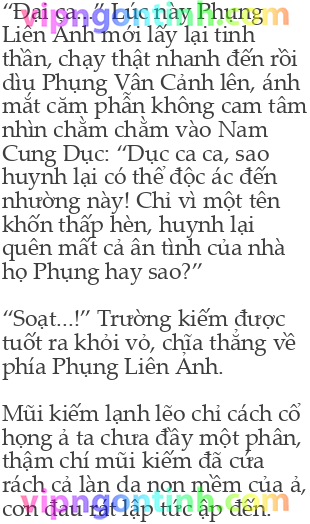 “Đại ca...” Lúc này Phụng
Liên Ảnh mới lấy lại tinh
thần, chạy thật nhanh đến rồi
dìu Phụng Vân Cảnh lên, ánh
mắt căm phẫn không cam tâm
nhìn chằm chằm vào Nam
Cung Dục: “Dục ca ca, sao
huynh lại có thể độc ác đến
nhường này! Chỉ vì một tên
khốn thấp hèn, huynh lại
quên mất cả ân tình của nhà
họ Phụng hay sao?”
“Soạt...!” Trường kiếm được
tuốt ra khỏi vỏ, chĩa thẳng về
phía Phụng Liên Ảnh.
Mũi kiếm lạnh lẽo chỉ cách cổ
họng ả ta chưa đầy một phân,
thậm chí mũi kiếm đã cứa
rách cả làn da non mềm của ả,
cơn đau rát lập tức ập đến.
vipngontinh.com
vipngontinh.com